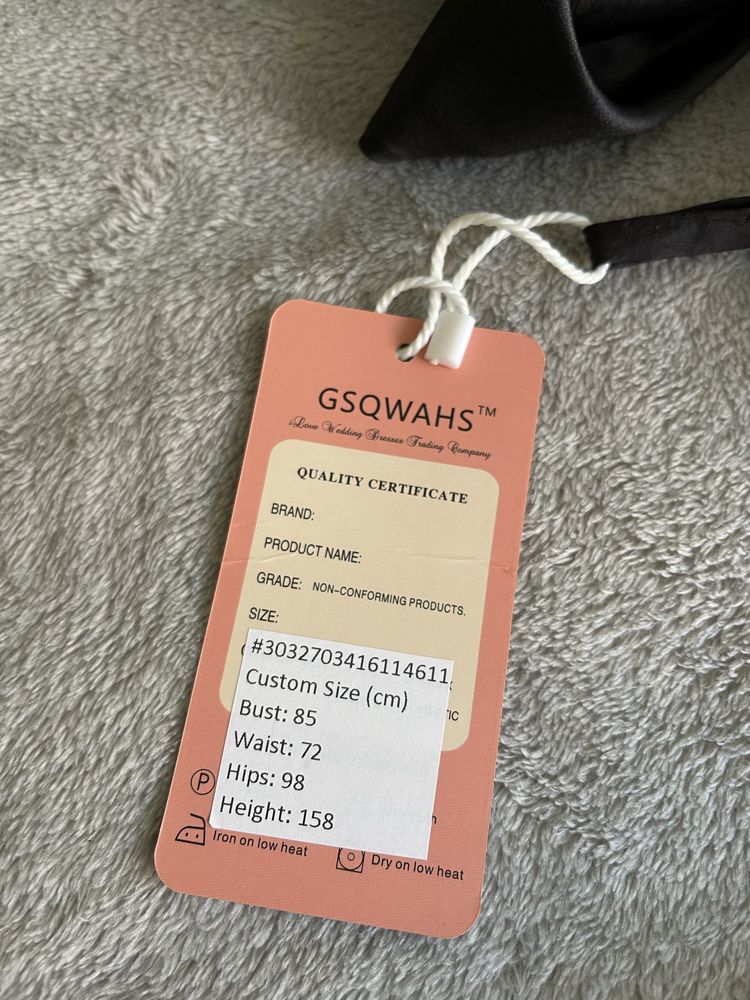 GSQWAHS™
iLove Wedding Dresses Trading Company
QUALITY CERTIFICATE
BRAND:
PRODUCT NAME:
GRADE: NON-CONFORMING PRODUCTS.
SIZE:
#3032703416114611
Custom Size (cm)
Bust: 85
Waist: 72
Hips: 98
Height: 158
P
Iron on low heat
Dry on low heat